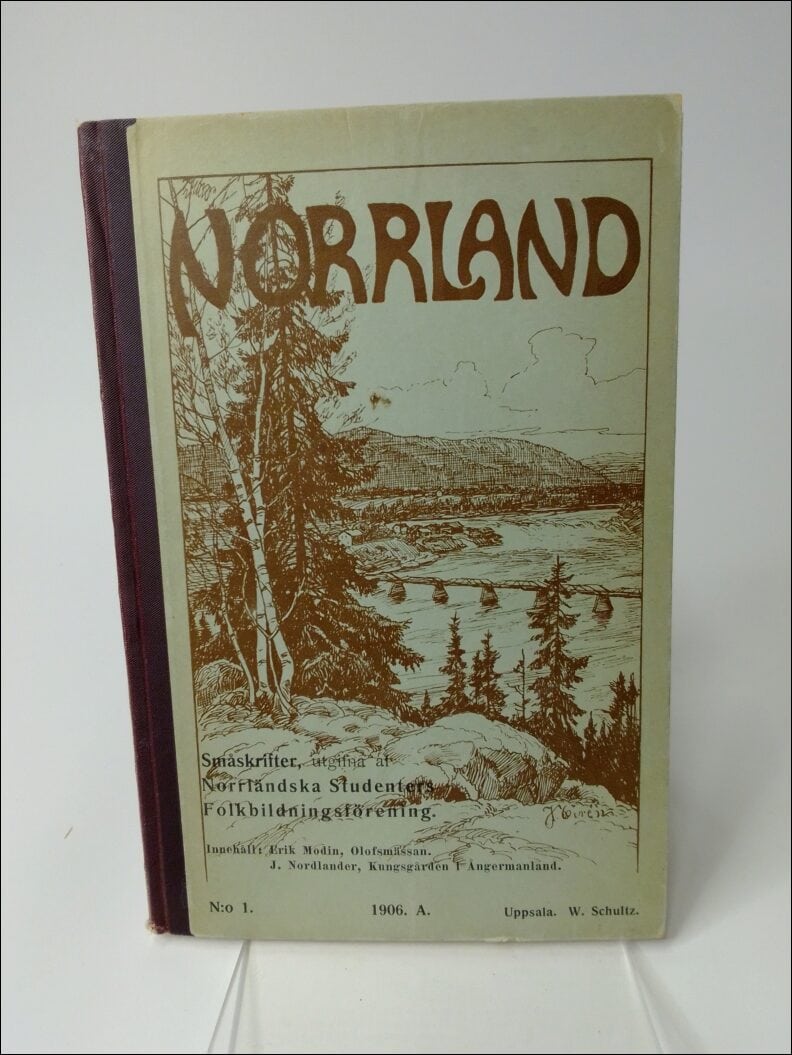 NORRLAND
Småskrifter, utgifna af
Norrländska Studenters
Folkbildningsförening.
Innehåll: Erik Modin, Olofsmässan.
J. Nordlander, Kungsgården i Ångermanland.
N:o 1. 1906. A. Uppsala. W. Schultz.